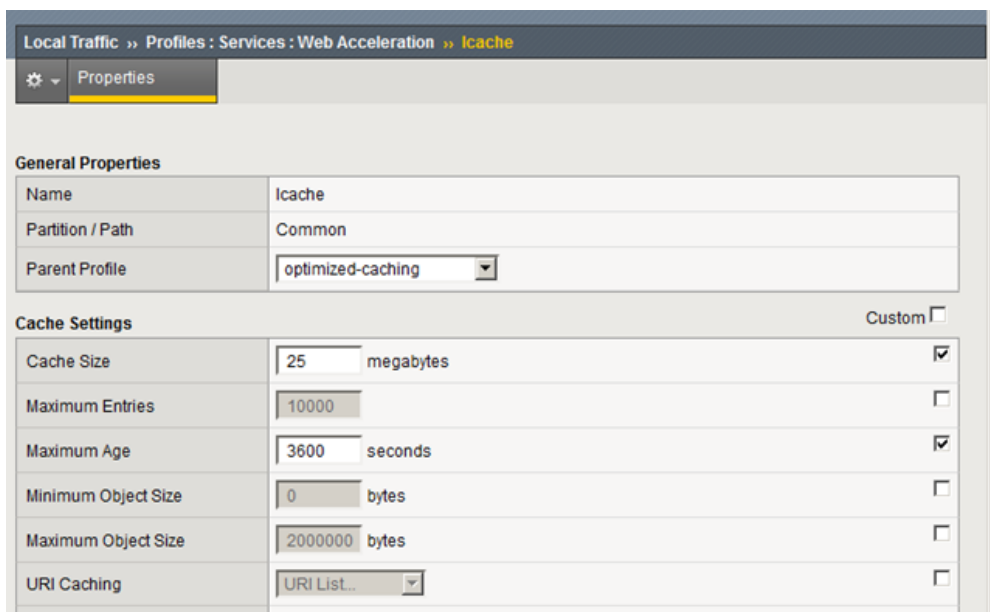 Local Traffic ›› Profiles : Services : Web Acceleration ›› Icache
Properties
General Properties
Name Icache
Partition / Path Common
Parent Profile optimized-caching
Cache Settings Custom
Cache Size 25 megabytes
Maximum Entries 10000
Maximum Age 3600 seconds
Minimum Object Size 0 bytes
Maximum Object Size 2000000 bytes
URI Caching URI List...